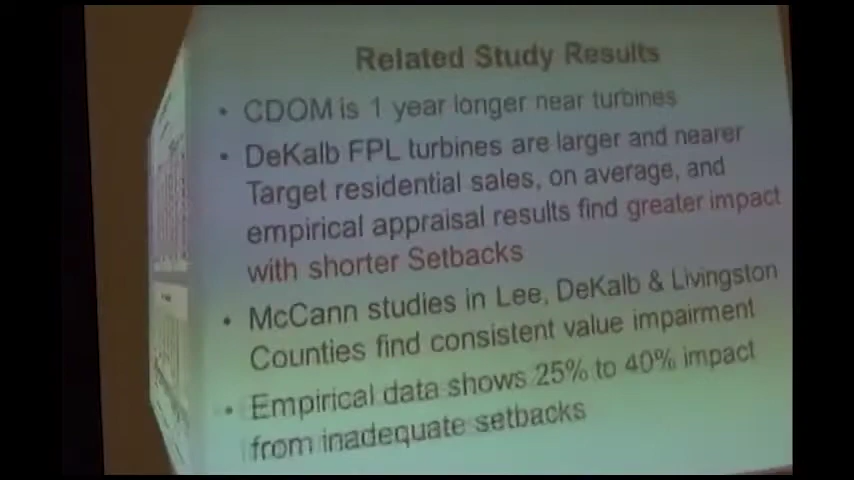 Related Study Results
• CDOM is 1 year longer near turbines
• DeKalb FPL turbines are larger and nearer
Target residential sales, on average, and
empirical appraisal results find greater impact
with shorter Setbacks
• McCann studies in Lee, DeKalb & Livingston
Counties find consistent value impairment
• Empirical data shows 25% to 40% impact
from inadequate setbacks